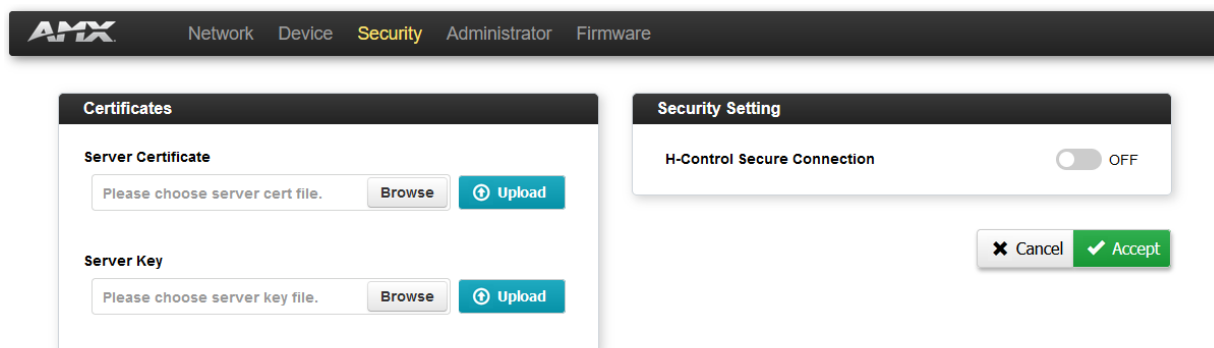 AMX Network Device Security Administrator Firmware
Certificates
Server Certificate
Please choose server cert file. Browse Upload
Server Key
Please choose server key file. Browse Upload
Security Setting
H-Control Secure Connection OFF
Cancel Accept